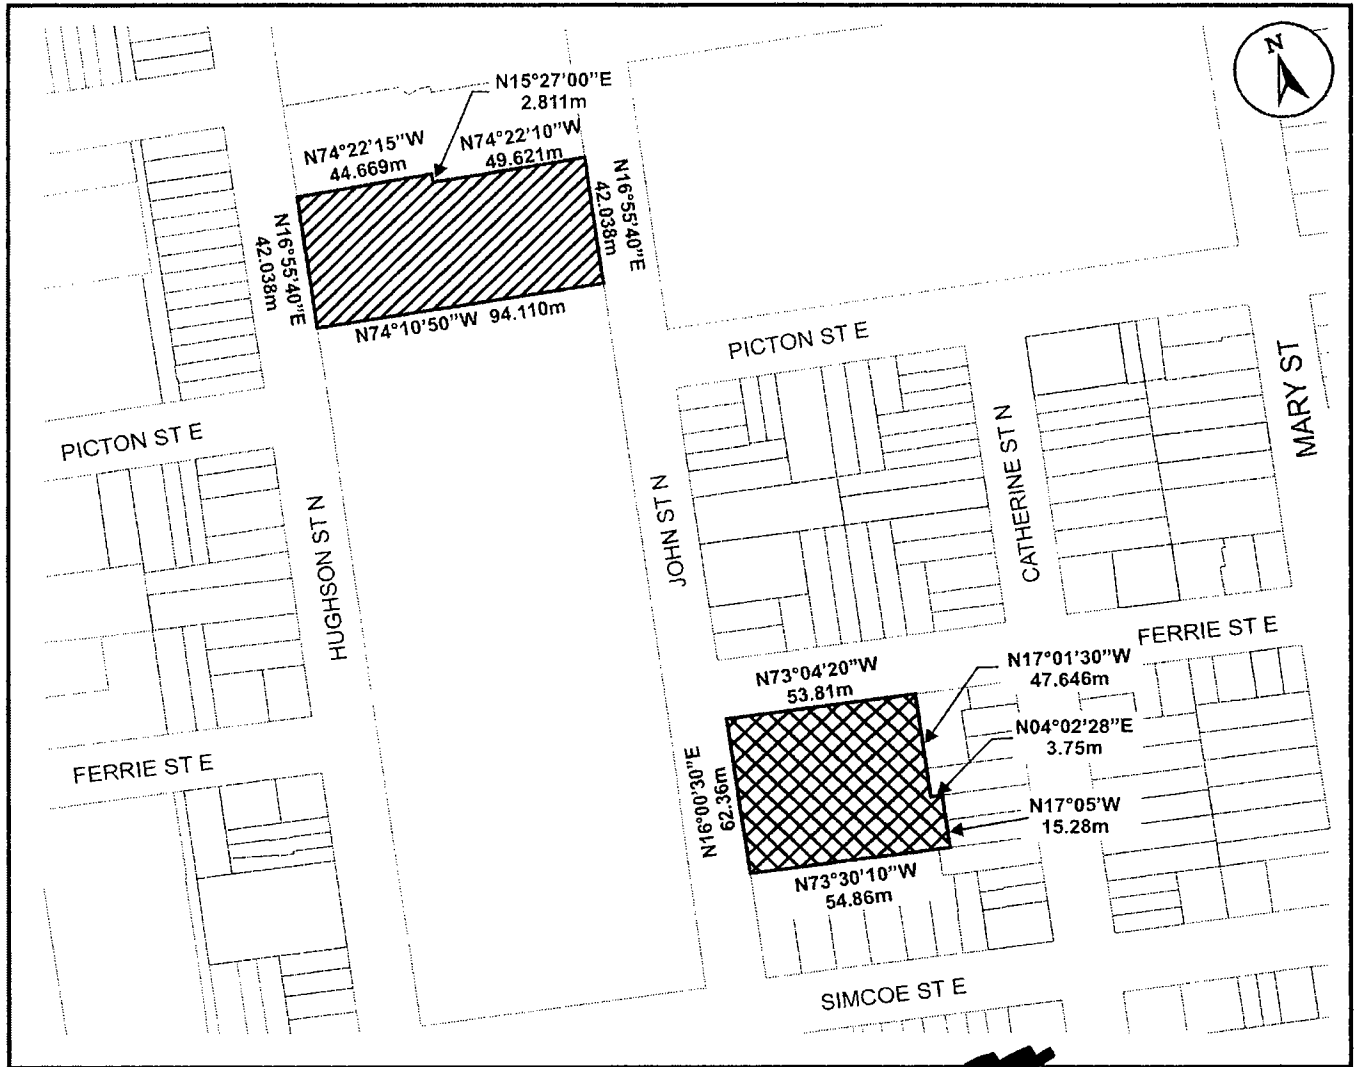 N
N15°27'00"E
2.811m
N74°22'15"W
44.669m
N74°22'10"W
49.621m
N16°55'40"E
42.038m
N16°55'40"E
42.038m
N74°10'50"W 94.110m
PICTON ST E
PICTON ST E
MARY ST
HUGHSON ST N
JOHN ST N
CATHERINE ST N
FERRIE ST E
FERRIE ST E
N73°04'20"W
53.81m
N17°01'30"W
47.646m
N04°02'28"E
3.75m
N16°00'30"E
62.36m
N17°05'W
15.28m
N73°30'10"W
54.86m
SIMCOE ST E